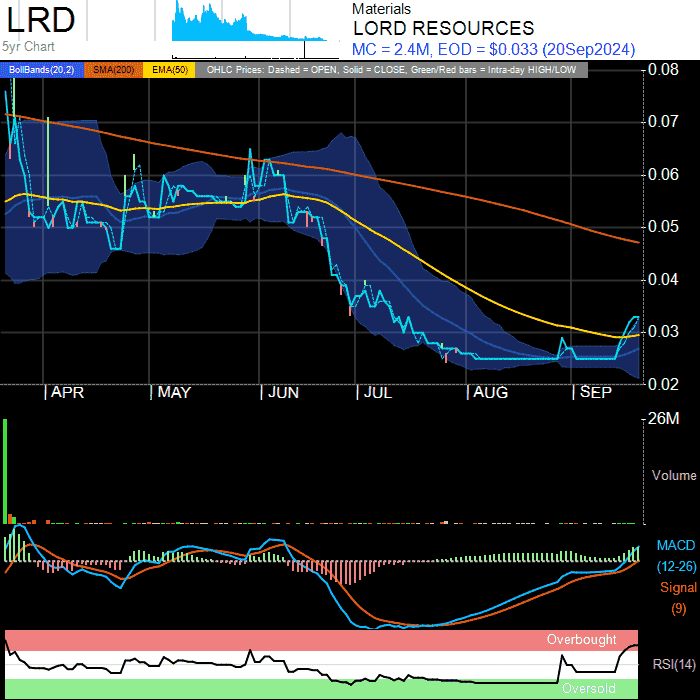 LRD
5yr Chart
Materials
LORD RESOURCES
MC = 2.4M, EOD = $0.033 (20Sep2024)
BollBands(20,2) SMA(200) EMA(50) OHLC Prices: Dashed = OPEN, Solid = CLOSE, Green/Red bars = Intra-day HIGH/LOW
0.08
0.07
0.06
0.05
0.04
0.03
0.02
APR MAY JUN JUL AUG SEP
26M
Volume
MACD
(12-26)
Signal
(9)
Overbought
RSI(14)
Oversold